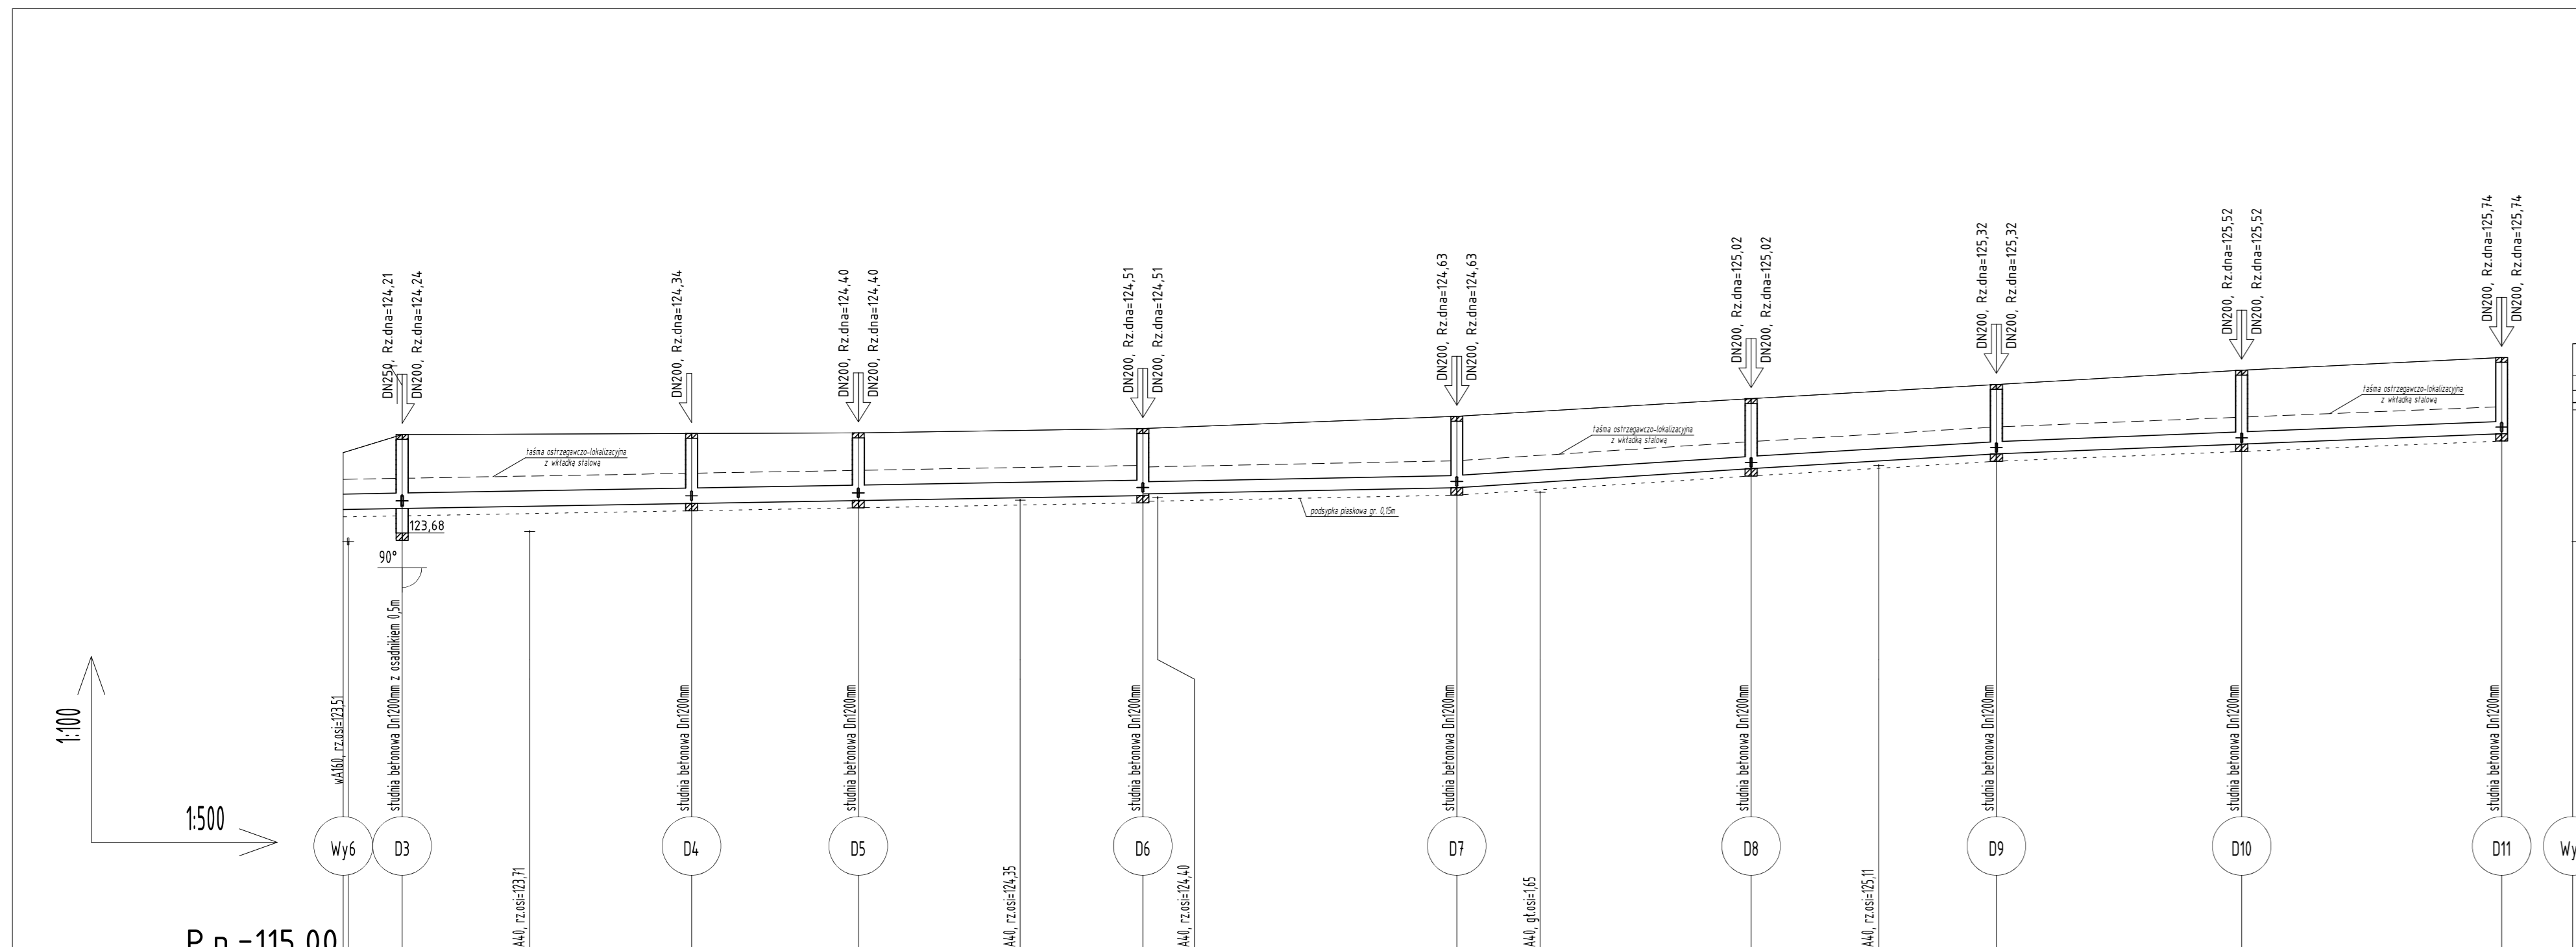 DN250, Rz.dna=124,21
DN200, Rz.dna=124,24
DN200, Rz.dna=124,34
DN200, Rz.dna=124,40
DN200, Rz.dna=124,40
DN200, Rz.dna=124,51
DN200, Rz.dna=124,51
DN200, Rz.dna=124,63
DN200, Rz.dna=124,63
DN200, Rz.dna=125,02
DN200, Rz.dna=125,02
DN200, Rz.dna=125,32
DN200, Rz.dna=125,32
DN200, Rz.dna=125,52
DN200, Rz.dna=125,52
DN200, Rz.dna=125,74
DN200, Rz.dna=125,74
taśma ostrzegawczo-lokalizacyjna
z wkładką stalową
taśma ostrzegawczo-lokalizacyjna
z wkładką stalową
taśma ostrzegawczo-lokalizacyjna
z wkładką stalową
podsypka piaskowa gr. 0,15m
123,68
90°
1:100
1:500
wA160, rz.osi=123,51
studnia betonowa Dn1200mm z osadnikiem 0,5m
studnia betonowa Dn1200mm
studnia betonowa Dn1200mm
studnia betonowa Dn1200mm
studnia betonowa Dn1200mm
studnia betonowa Dn1200mm
studnia betonowa Dn1200mm
studnia betonowa Dn1200mm
studnia betonowa Dn1200mm
Wy6
D3
D4
D5
D6
D7
D8
D9
D10
D11
Wy
A40, rz.osi=123,71
A40, rz.osi=124,35
A40, rz.osi=124,40
A40, gł.osi=1,65
A40, rz.osi=125,11
P.p.=115,00